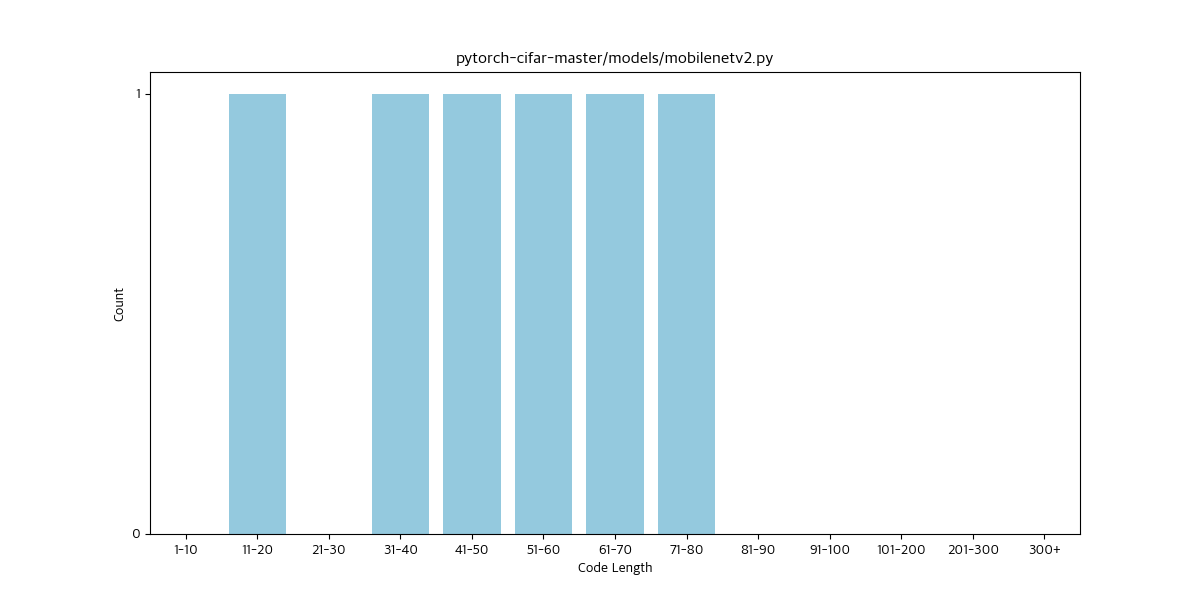 pytorch-cifar-master/models/mobilenetv2.py
1
Count
0
1-10 11-20 21-30 31-40 41-50 51-60 61-70 71-80 81-90 91-100 101-200 201-300 300+
Code Length